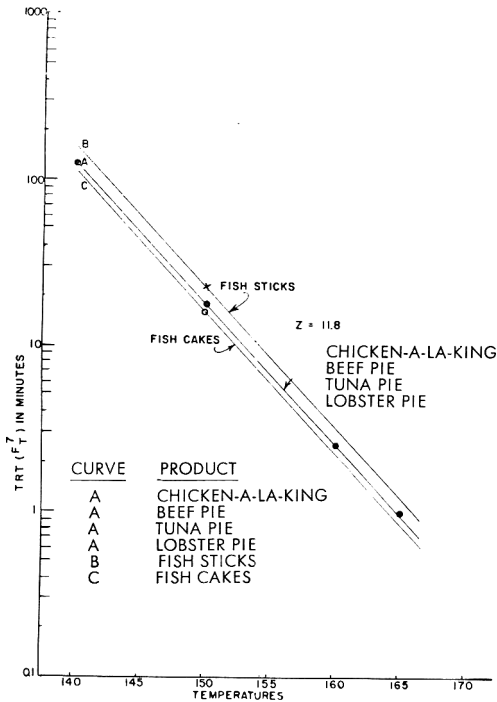 1000
100
10
1
0.1
TRT (F⁷_T) IN MINUTES
B
A
C
FISH STICKS
FISH CAKES
Z = 11.8
CHICKEN-A-LA-KING
BEEF PIE
TUNA PIE
LOBSTER PIE
CURVE PRODUCT
A CHICKEN-A-LA-KING
A BEEF PIE
A TUNA PIE
A LOBSTER PIE
B FISH STICKS
C FISH CAKES
140 145 150 155 160 165 170
TEMPERATURES